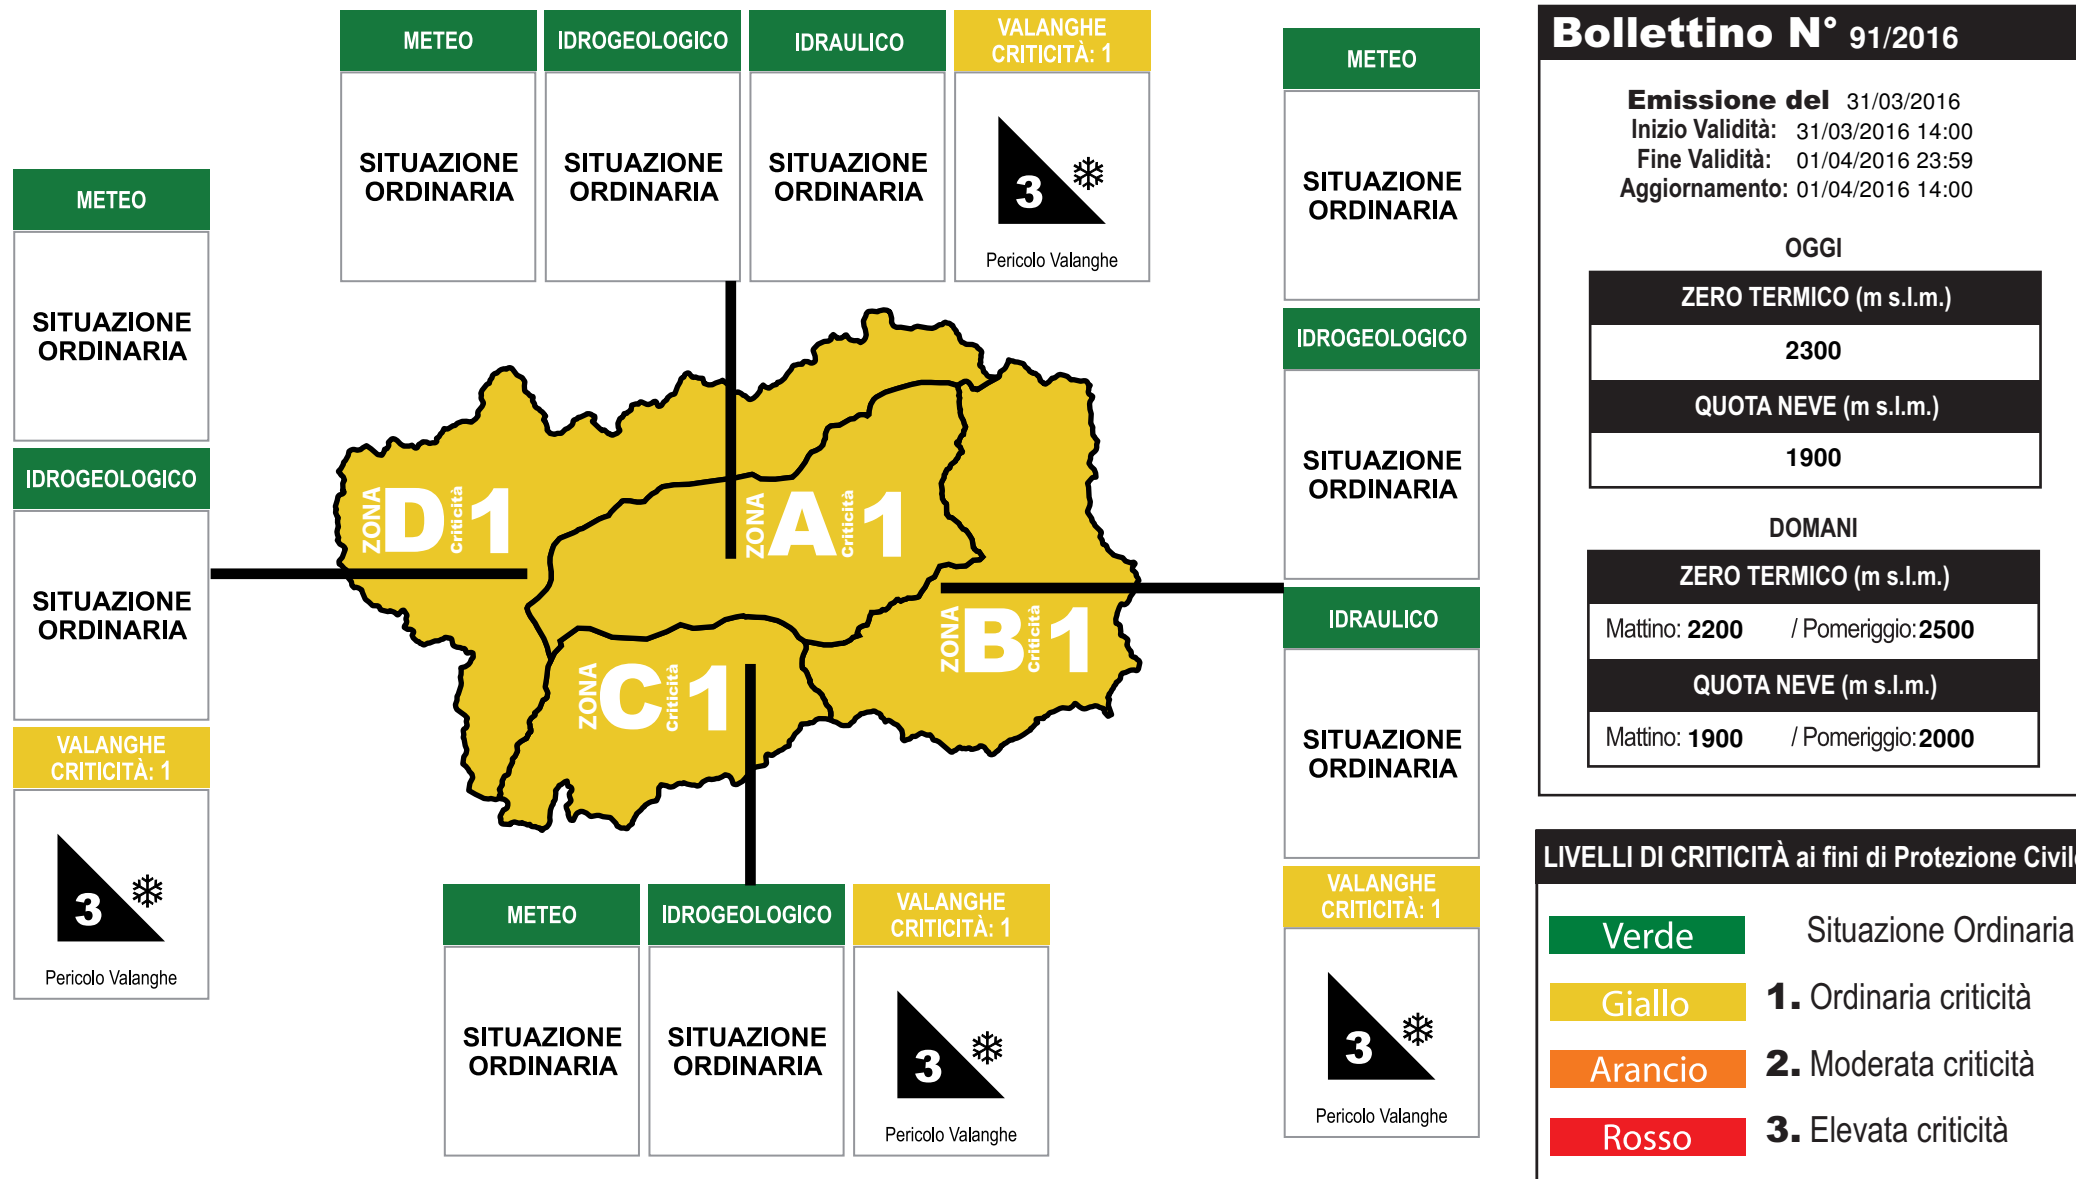 METEO
IDROGEOLOGICO
IDRAULICO
VALANGHE
CRITICITÀ: 1
SITUAZIONE
ORDINARIA
SITUAZIONE
ORDINARIA
SITUAZIONE
ORDINARIA
3
Pericolo Valanghe
METEO
SITUAZIONE
ORDINARIA
IDROGEOLOGICO
SITUAZIONE
ORDINARIA
VALANGHE
CRITICITÀ: 1
3
Pericolo Valanghe
ZONA D Criticità 1
ZONA A Criticità 1
ZONA B Criticità 1
ZONA C Criticità 1
METEO
IDROGEOLOGICO
VALANGHE
CRITICITÀ: 1
SITUAZIONE
ORDINARIA
SITUAZIONE
ORDINARIA
3
Pericolo Valanghe
METEO
SITUAZIONE
ORDINARIA
IDROGEOLOGICO
SITUAZIONE
ORDINARIA
IDRAULICO
SITUAZIONE
ORDINARIA
VALANGHE
CRITICITÀ: 1
3
Pericolo Valanghe
Bollettino N° 91/2016
Emissione del 31/03/2016
Inizio Validità: 31/03/2016 14:00
Fine Validità: 01/04/2016 23:59
Aggiornamento: 01/04/2016 14:00
OGGI
ZERO TERMICO (m s.l.m.)
2300
QUOTA NEVE (m s.l.m.)
1900
DOMANI
ZERO TERMICO (m s.l.m.)
Mattino: 2200 / Pomeriggio: 2500
QUOTA NEVE (m s.l.m.)
Mattino: 1900 / Pomeriggio: 2000
LIVELLI DI CRITICITÀ ai fini di Protezione Civile
Verde Situazione Ordinaria
Giallo 1. Ordinaria criticità
Arancio 2. Moderata criticità
Rosso 3. Elevata criticità